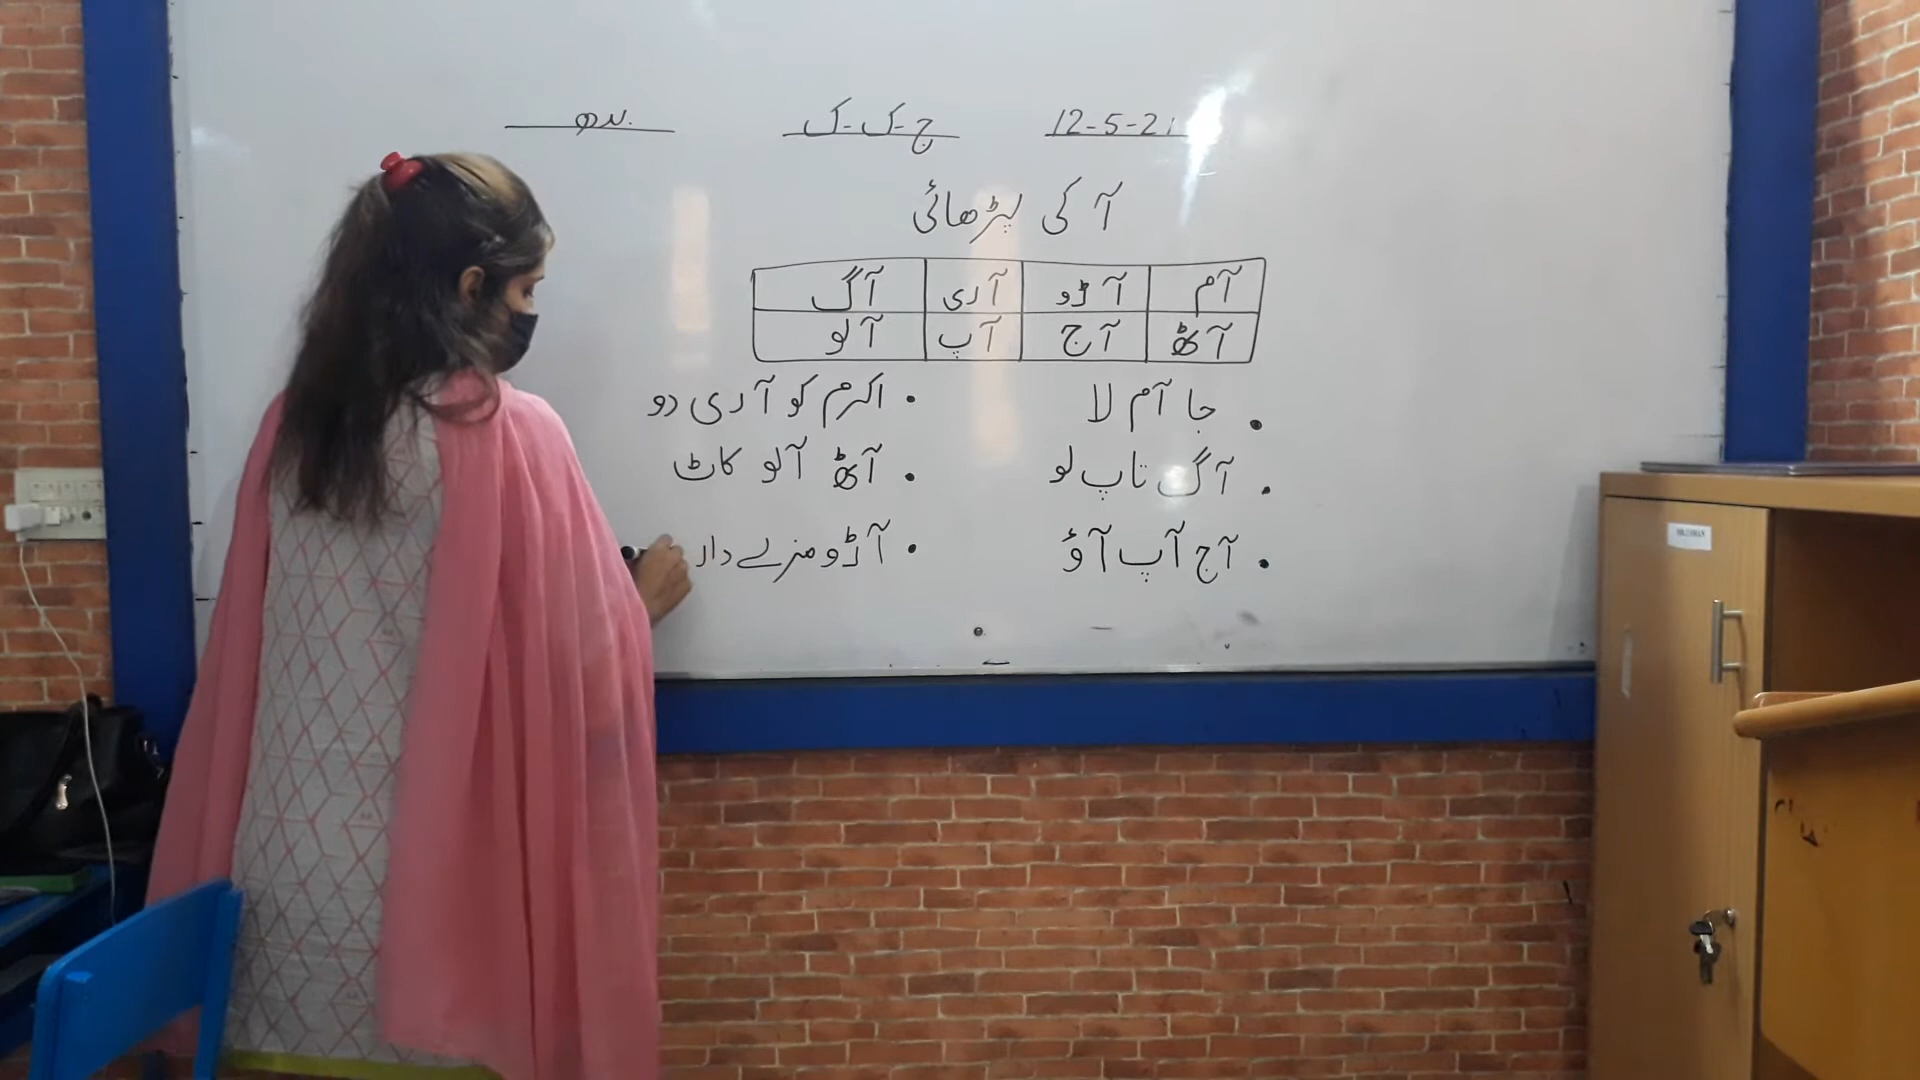 12-5-21 ج-ک-ک بدھ
آ کی پڑھائی
آم آڑو آری آگ
آٹھ آج آپ آلو
جا آم لا
آگ تاپ لو
آج آپ آؤ
اکرم کو آری دو
آٹھ آلو کاٹ
آڑو مزے دار